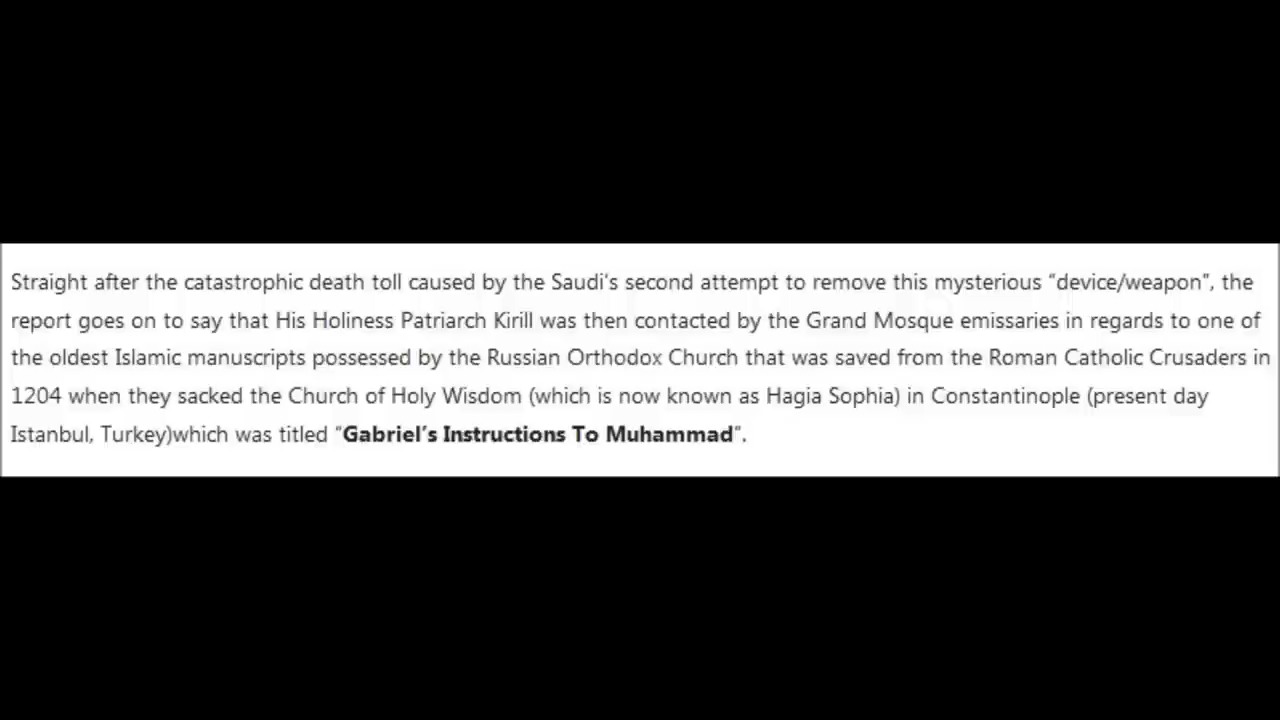 Straight after the catastrophic death toll caused by the Saudi's second attempt to remove this mysterious "device/weapon", the
report goes on to say that His Holiness Patriarch Kirill was then contacted by the Grand Mosque emissaries in regards to one of
the oldest Islamic manuscripts possessed by the Russian Orthodox Church that was saved from the Roman Catholic Crusaders in
1204 when they sacked the Church of Holy Wisdom (which is now known as Hagia Sophia) in Constantinople (present day
Istanbul, Turkey)which was titled "Gabriel's Instructions To Muhammad".